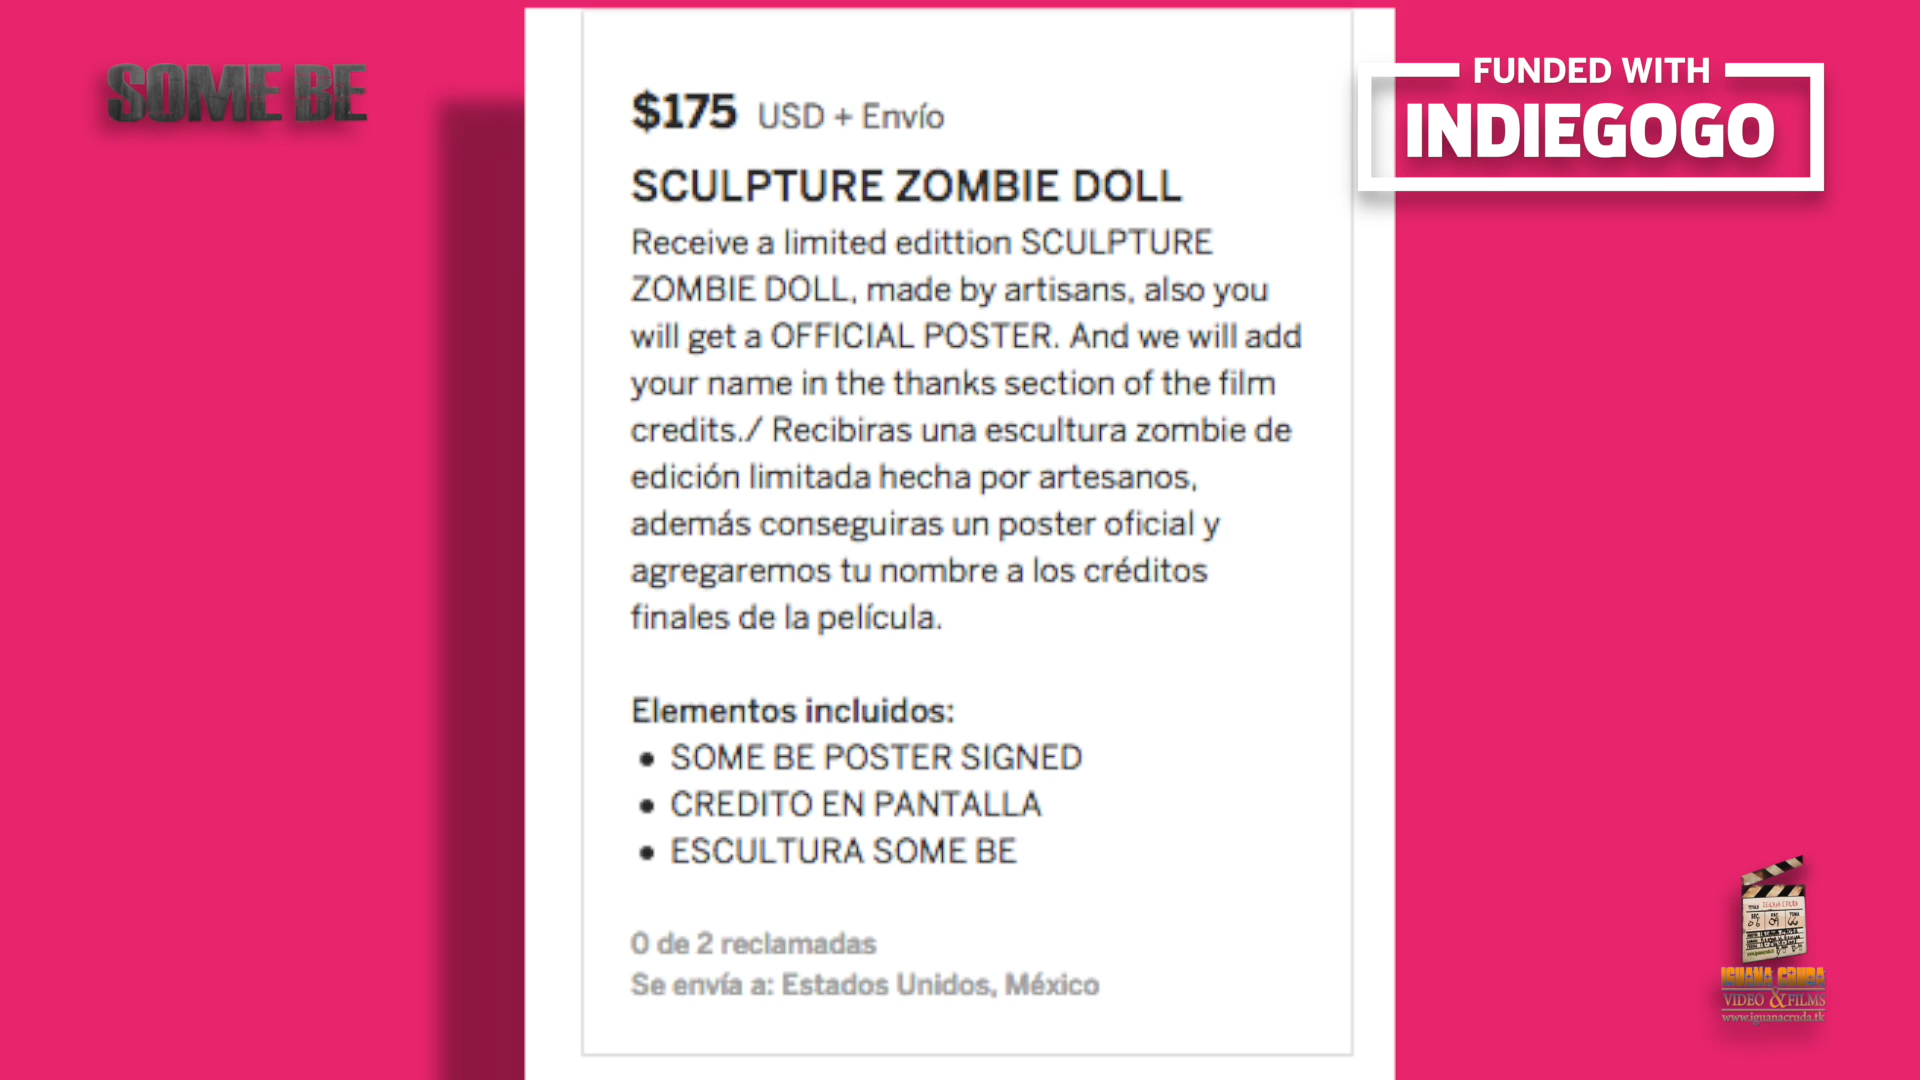 SOME BE
FUNDED WITH
INDIEGOGO
$175 USD + Envío
SCULPTURE ZOMBIE DOLL
Receive a limited edittion SCULPTURE
ZOMBIE DOLL, made by artisans, also you
will get a OFFICIAL POSTER. And we will add
your name in the thanks section of the film
credits./ Recibiras una escultura zombie de
edición limitada hecha por artesanos,
además conseguiras un poster oficial y
agregaremos tu nombre a los créditos
finales de la película.
Elementos incluidos:
• SOME BE POSTER SIGNED
• CREDITO EN PANTALLA
• ESCULTURA SOME BE
0 de 2 reclamadas
Se envía a: Estados Unidos, México
IGUANA CRUDA
VIDEO & FILMS
www.iguanacruda.tk